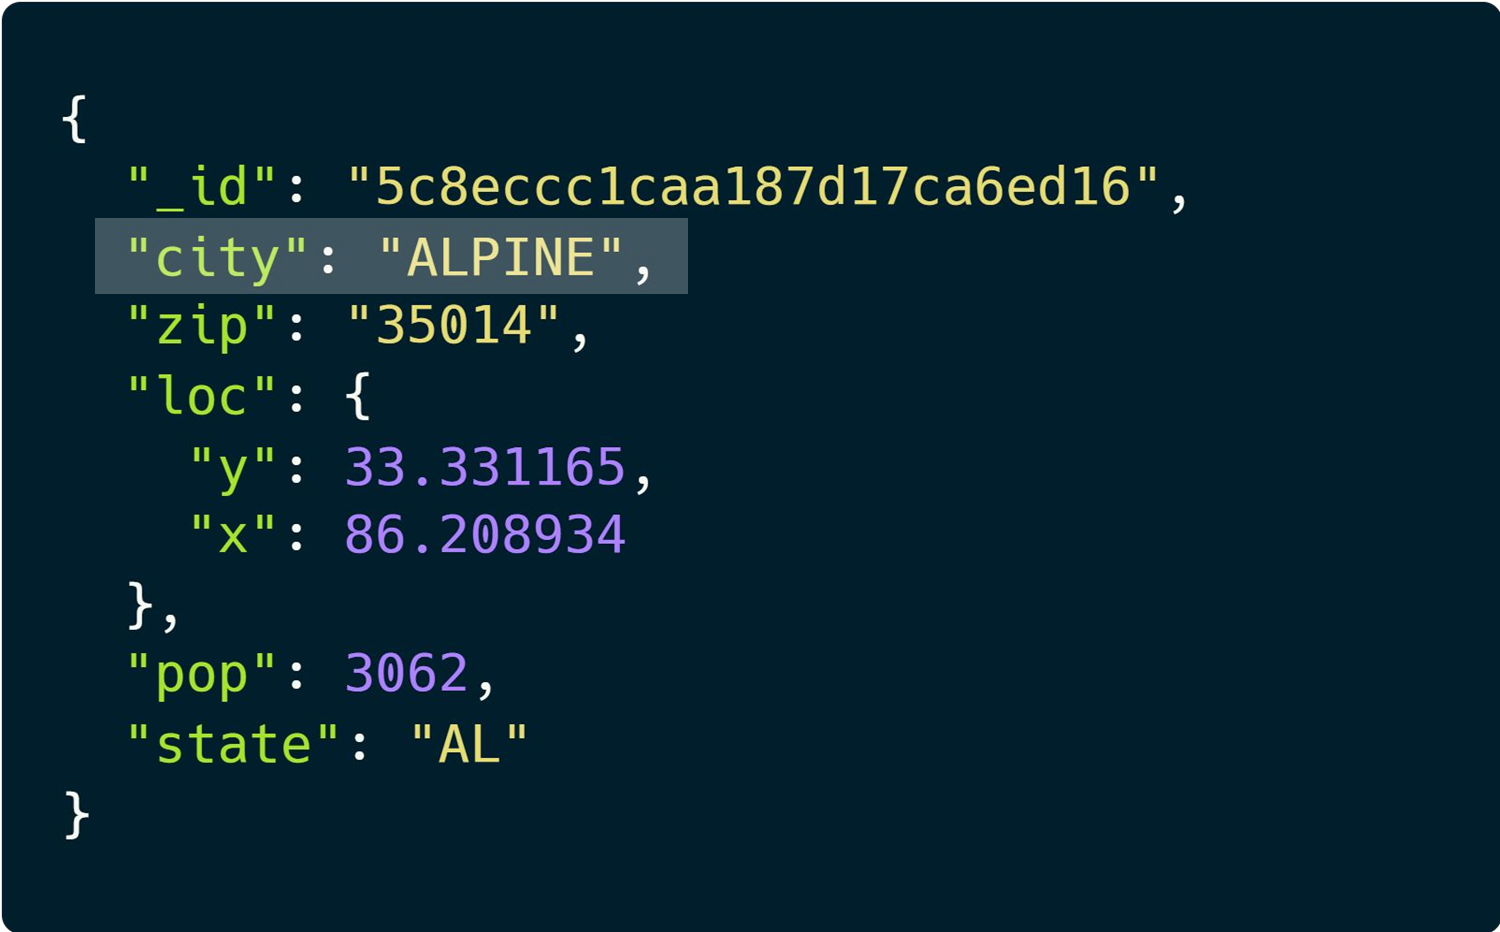 {
  "_id": "5c8eccc1caa187d17ca6ed16",
  "city": "ALPINE",
  "zip": "35014",
  "loc": {
    "y": 33.331165,
    "x": 86.208934
  },
  "pop": 3062,
  "state": "AL"
}